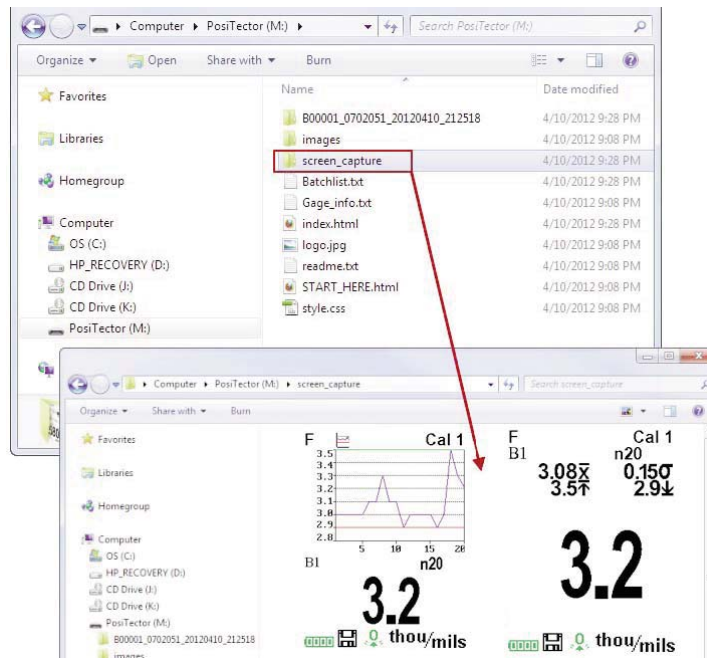 Computer ▸ PosiTector (M:) ▸
Search PosiTector (M:)
Organize Open Share with Burn
Name Date modified
Favorites
Libraries
Homegroup
Computer
OS (C:)
HP_RECOVERY (D:)
CD Drive (J:)
CD Drive (K:)
PosiTector (M:)
B00001_0702051_20120410_212518 4/10/2012 9:28 PM
images 4/10/2012 9:08 PM
screen_capture 4/10/2012 9:28 PM
Batchlist.txt 4/10/2012 9:28 PM
Gage_info.txt 4/10/2012 9:08 PM
index.html 4/10/2012 9:28 PM
logo.jpg 4/10/2012 9:08 PM
readme.txt 4/10/2012 9:08 PM
START_HERE.html 4/10/2012 9:08 PM
style.css 4/10/2012 9:08 PM
Computer ▸ PosiTector (M:) ▸ screen_capture
Search screen_capture
Organize Share with Burn
Favorites
Libraries
Homegroup
Computer
OS (C:)
HP_RECOVERY (D:)
CD Drive (J:)
CD Drive (K:)
PosiTector (M:)
B00001_0702051_20120410_212518
images
F Cal 1
3.5
3.4
3.3
3.2
3.1
3.0
2.9
2.8
5 10 15 20
B1 n20
3.2
thou/mils
F Cal 1
B1 n20
3.08x̅ 0.15σ
3.5↑ 2.9↓
3.2
thou/mils